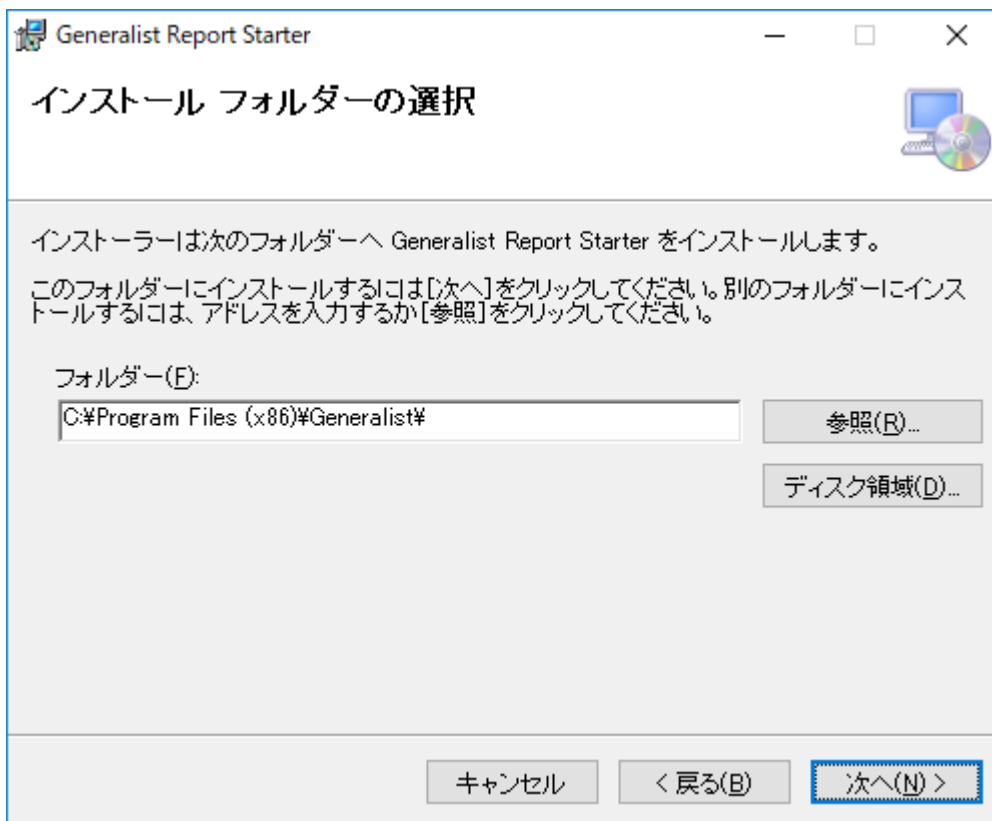 Generalist Report Starter
インストール フォルダーの選択
インストーラーは次のフォルダーへ Generalist Report Starter をインストールします。
このフォルダーにインストールするには[次へ]をクリックしてください。別のフォルダーにインス
トールするには、アドレスを入力するか[参照]をクリックしてください。
フォルダー(F):
C:¥Program Files (x86)¥Generalist¥
参照(R)...
ディスク領域(D)...
キャンセル
< 戻る(B)
次へ(N) >